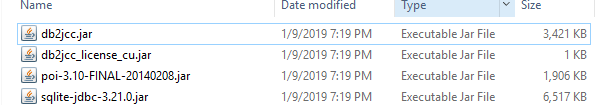 Name Date modified Type Size
db2jcc.jar 1/9/2019 7:19 PM Executable Jar File 3,421 KB
db2jcc_license_cu.jar 1/9/2019 7:19 PM Executable Jar File 1 KB
poi-3.10-FINAL-20140208.jar 1/9/2019 7:19 PM Executable Jar File 1,906 KB
sqlite-jdbc-3.21.0.jar 1/9/2019 7:19 PM Executable Jar File 6,517 KB